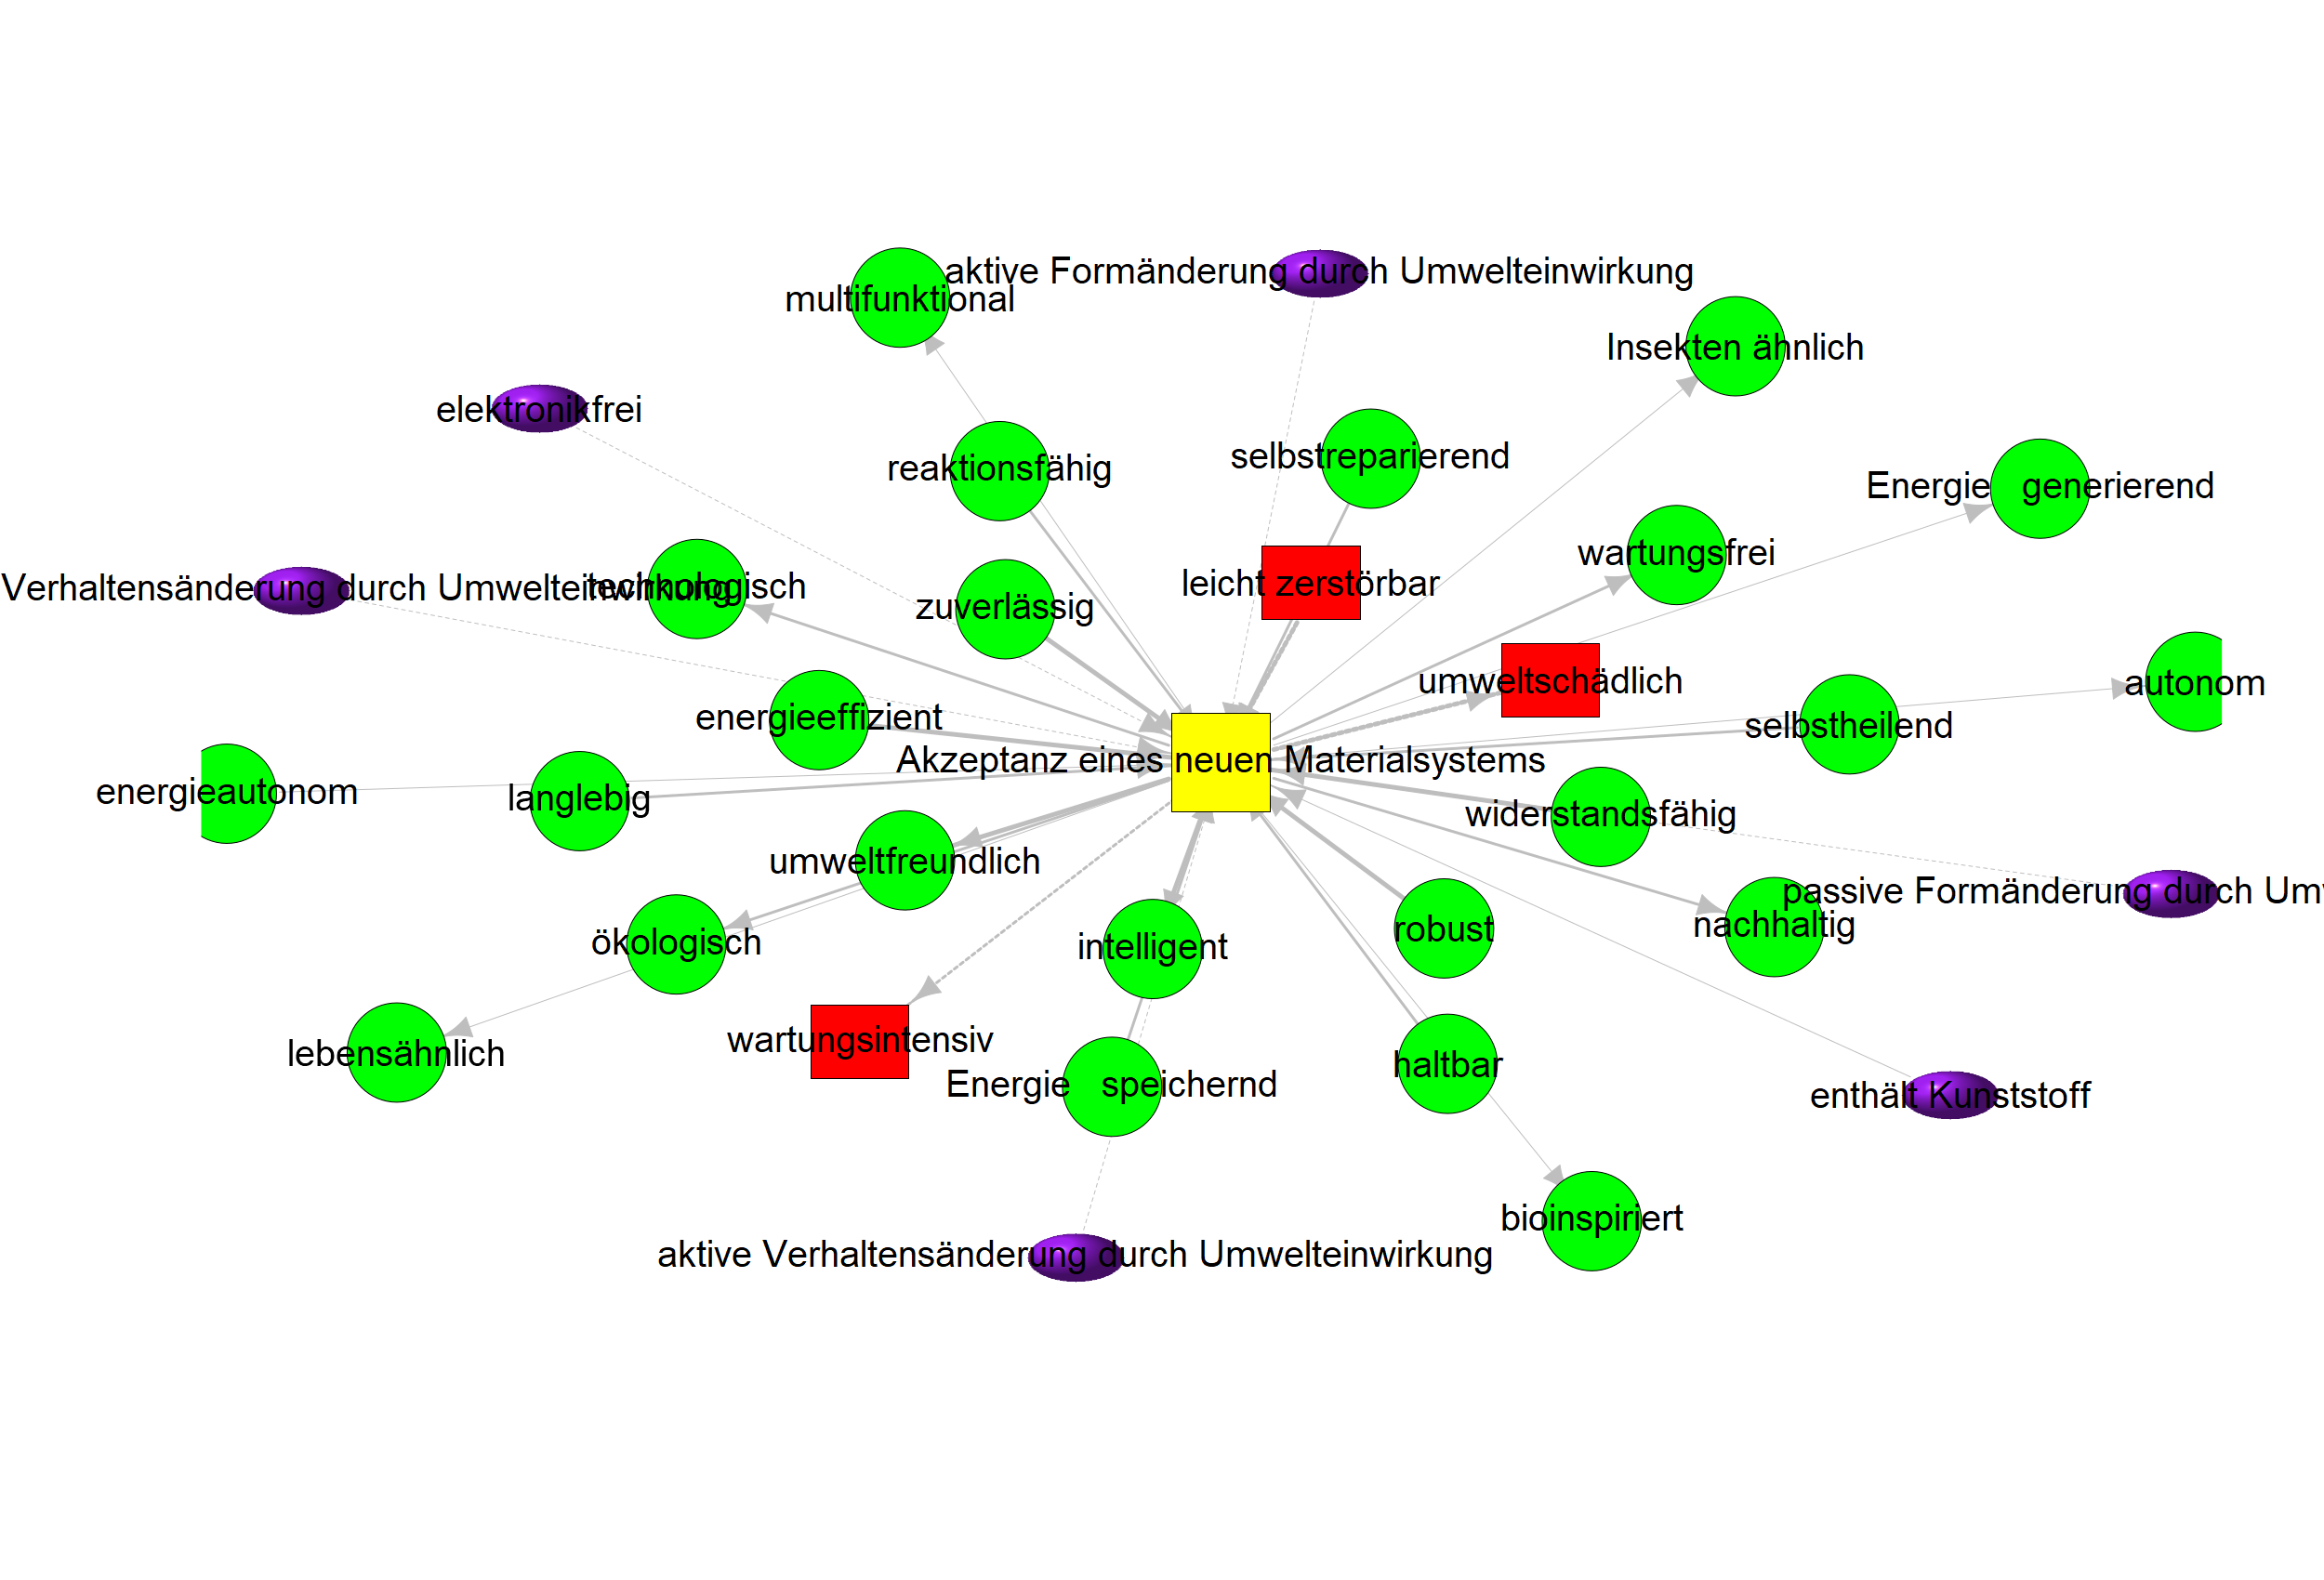 aktive Formänderung durch Umwelteinwirkung
multifunktional
Insekten ähnlich
elektronikfrei
selbstreparierend
reaktionsfähig
Energie generierend
wartungsfrei
Verhaltensänderung durch Umwelteinwirkung
technologisch
leicht zerstörbar
zuverlässig
umweltschädlich
autonom
energieeffizient
selbstheilend
Akzeptanz eines neuen Materialsystems
energieautonom
langlebig
widerstandsfähig
umweltfreundlich
passive Formänderung durch
nachhaltig
robust
ökologisch
intelligent
wartungsintensiv
lebensähnlich
haltbar
Energie speichernd
enthält Kunststoff
bioinspiriert
aktive Verhaltensänderung durch Umwelteinwirkung